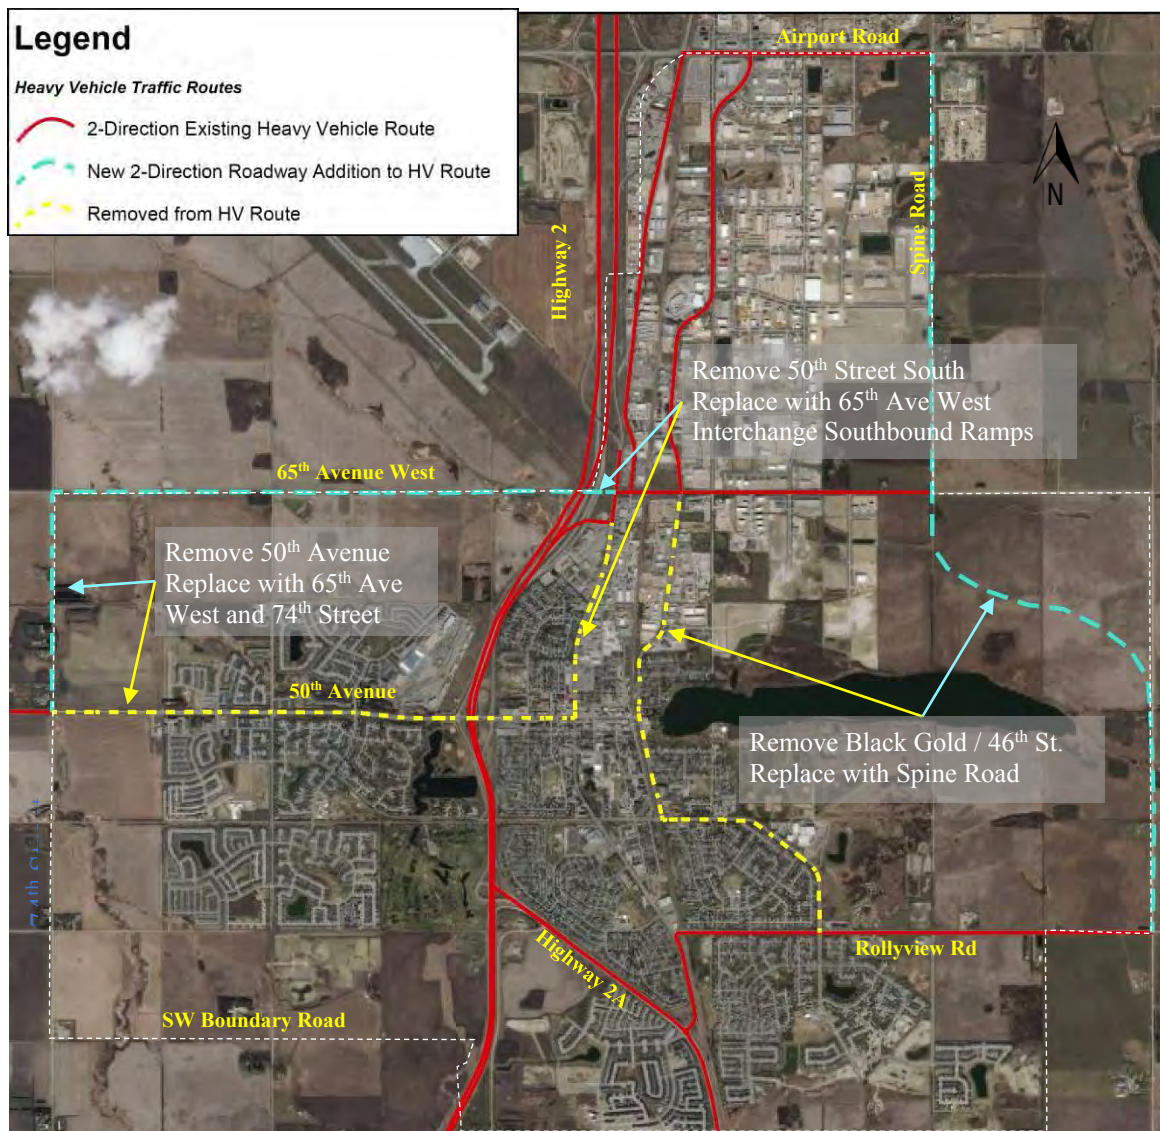 Legend
Heavy Vehicle Traffic Routes
2-Direction Existing Heavy Vehicle Route
New 2-Direction Roadway Addition to HV Route
Removed from HV Route
Airport Road
N
Spine Road
Highway 2
Remove 50th Street South
Replace with 65th Ave West
Interchange Southbound Ramps
65th Avenue West
Remove 50th Avenue
Replace with 65th Ave
West and 74th Street
50th Avenue
Remove Black Gold / 46th St.
Replace with Spine Road
74th St
Highway 2A
Rollyview Rd
SW Boundary Road